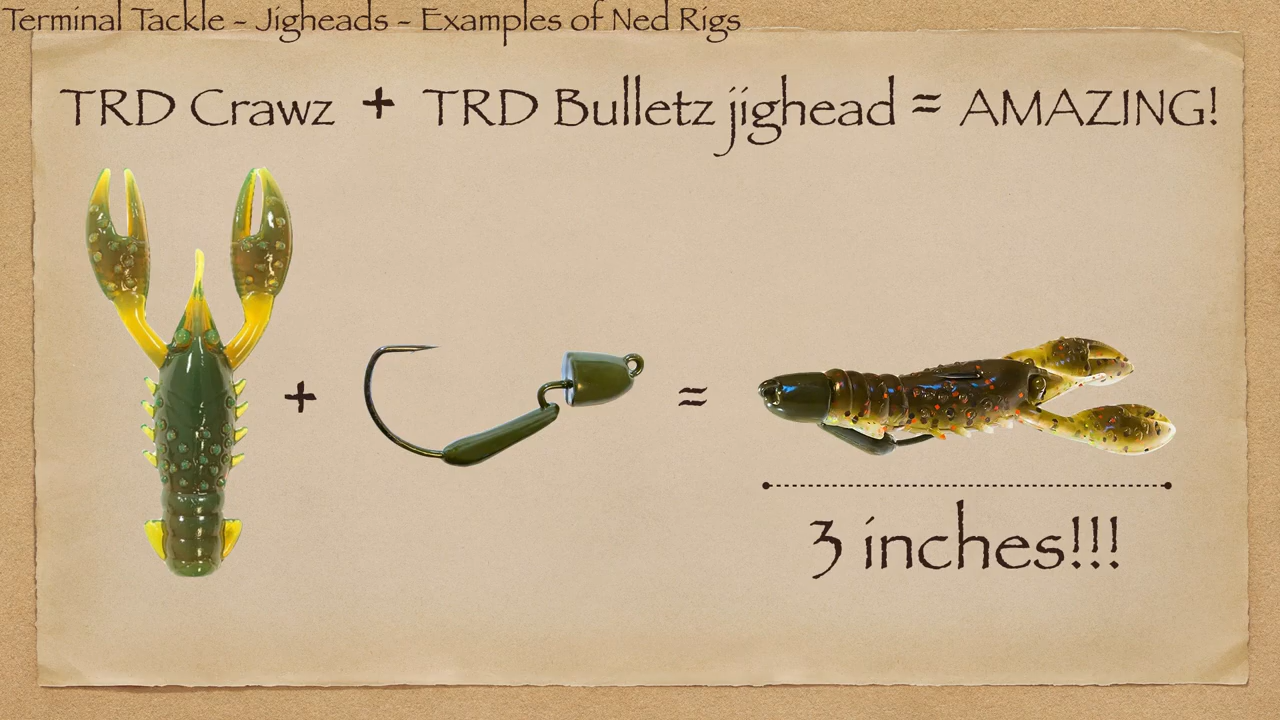 Terminal Tackle - Jigheads - Examples of Ned Rigs
TRD Crawz + TRD Bulletz jighead = AMAZING!
+ =
3 inches!!!